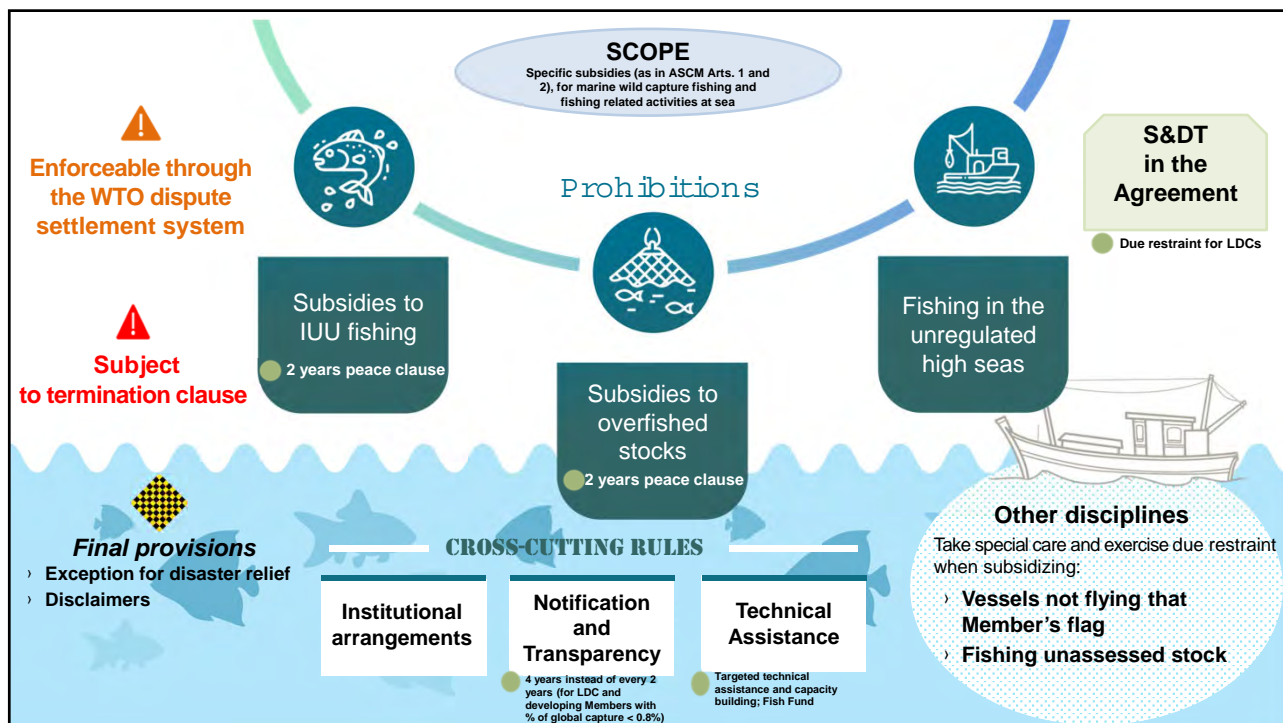 SCOPE
Specific subsidies (as in ASCM Arts. 1 and
2), for marine wild capture fishing and
fishing related activities at sea
Enforceable through
the WTO dispute
settlement system
Prohibitions
S&DT
in the
Agreement
Due restraint for LDCs
Subsidies to
IUU fishing
2 years peace clause
Fishing in the
unregulated
high seas
Subject
to termination clause
Subsidies to
overfished
stocks
2 years peace clause
Final provisions
› Exception for disaster relief
› Disclaimers
CROSS-CUTTING RULES
Institutional
arrangements
Notification
and
Transparency
4 years instead of every 2
years (for LDC and
developing Members with
% of global capture < 0.8%)
Technical
Assistance
Targeted technical
assistance and capacity
building; Fish Fund
Other disciplines
Take special care and exercise due restraint
when subsidizing:
› Vessels not flying that
Member's flag
› Fishing unassessed stock